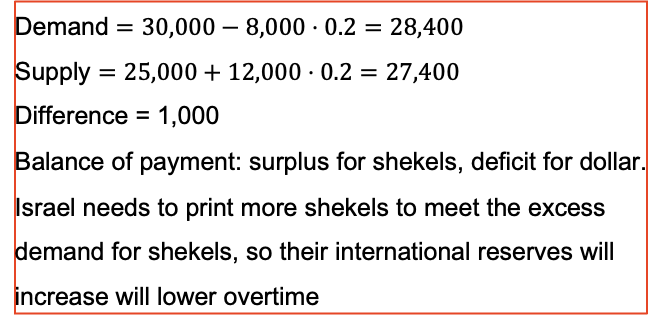 Demand = 30,000 − 8,000 · 0.2 = 28,400
Supply = 25,000 + 12,000 · 0.2 = 27,400
Difference = 1,000
Balance of payment: surplus for shekels, deficit for dollar.
Israel needs to print more shekels to meet the excess
demand for shekels, so their international reserves will
increase will lower overtime